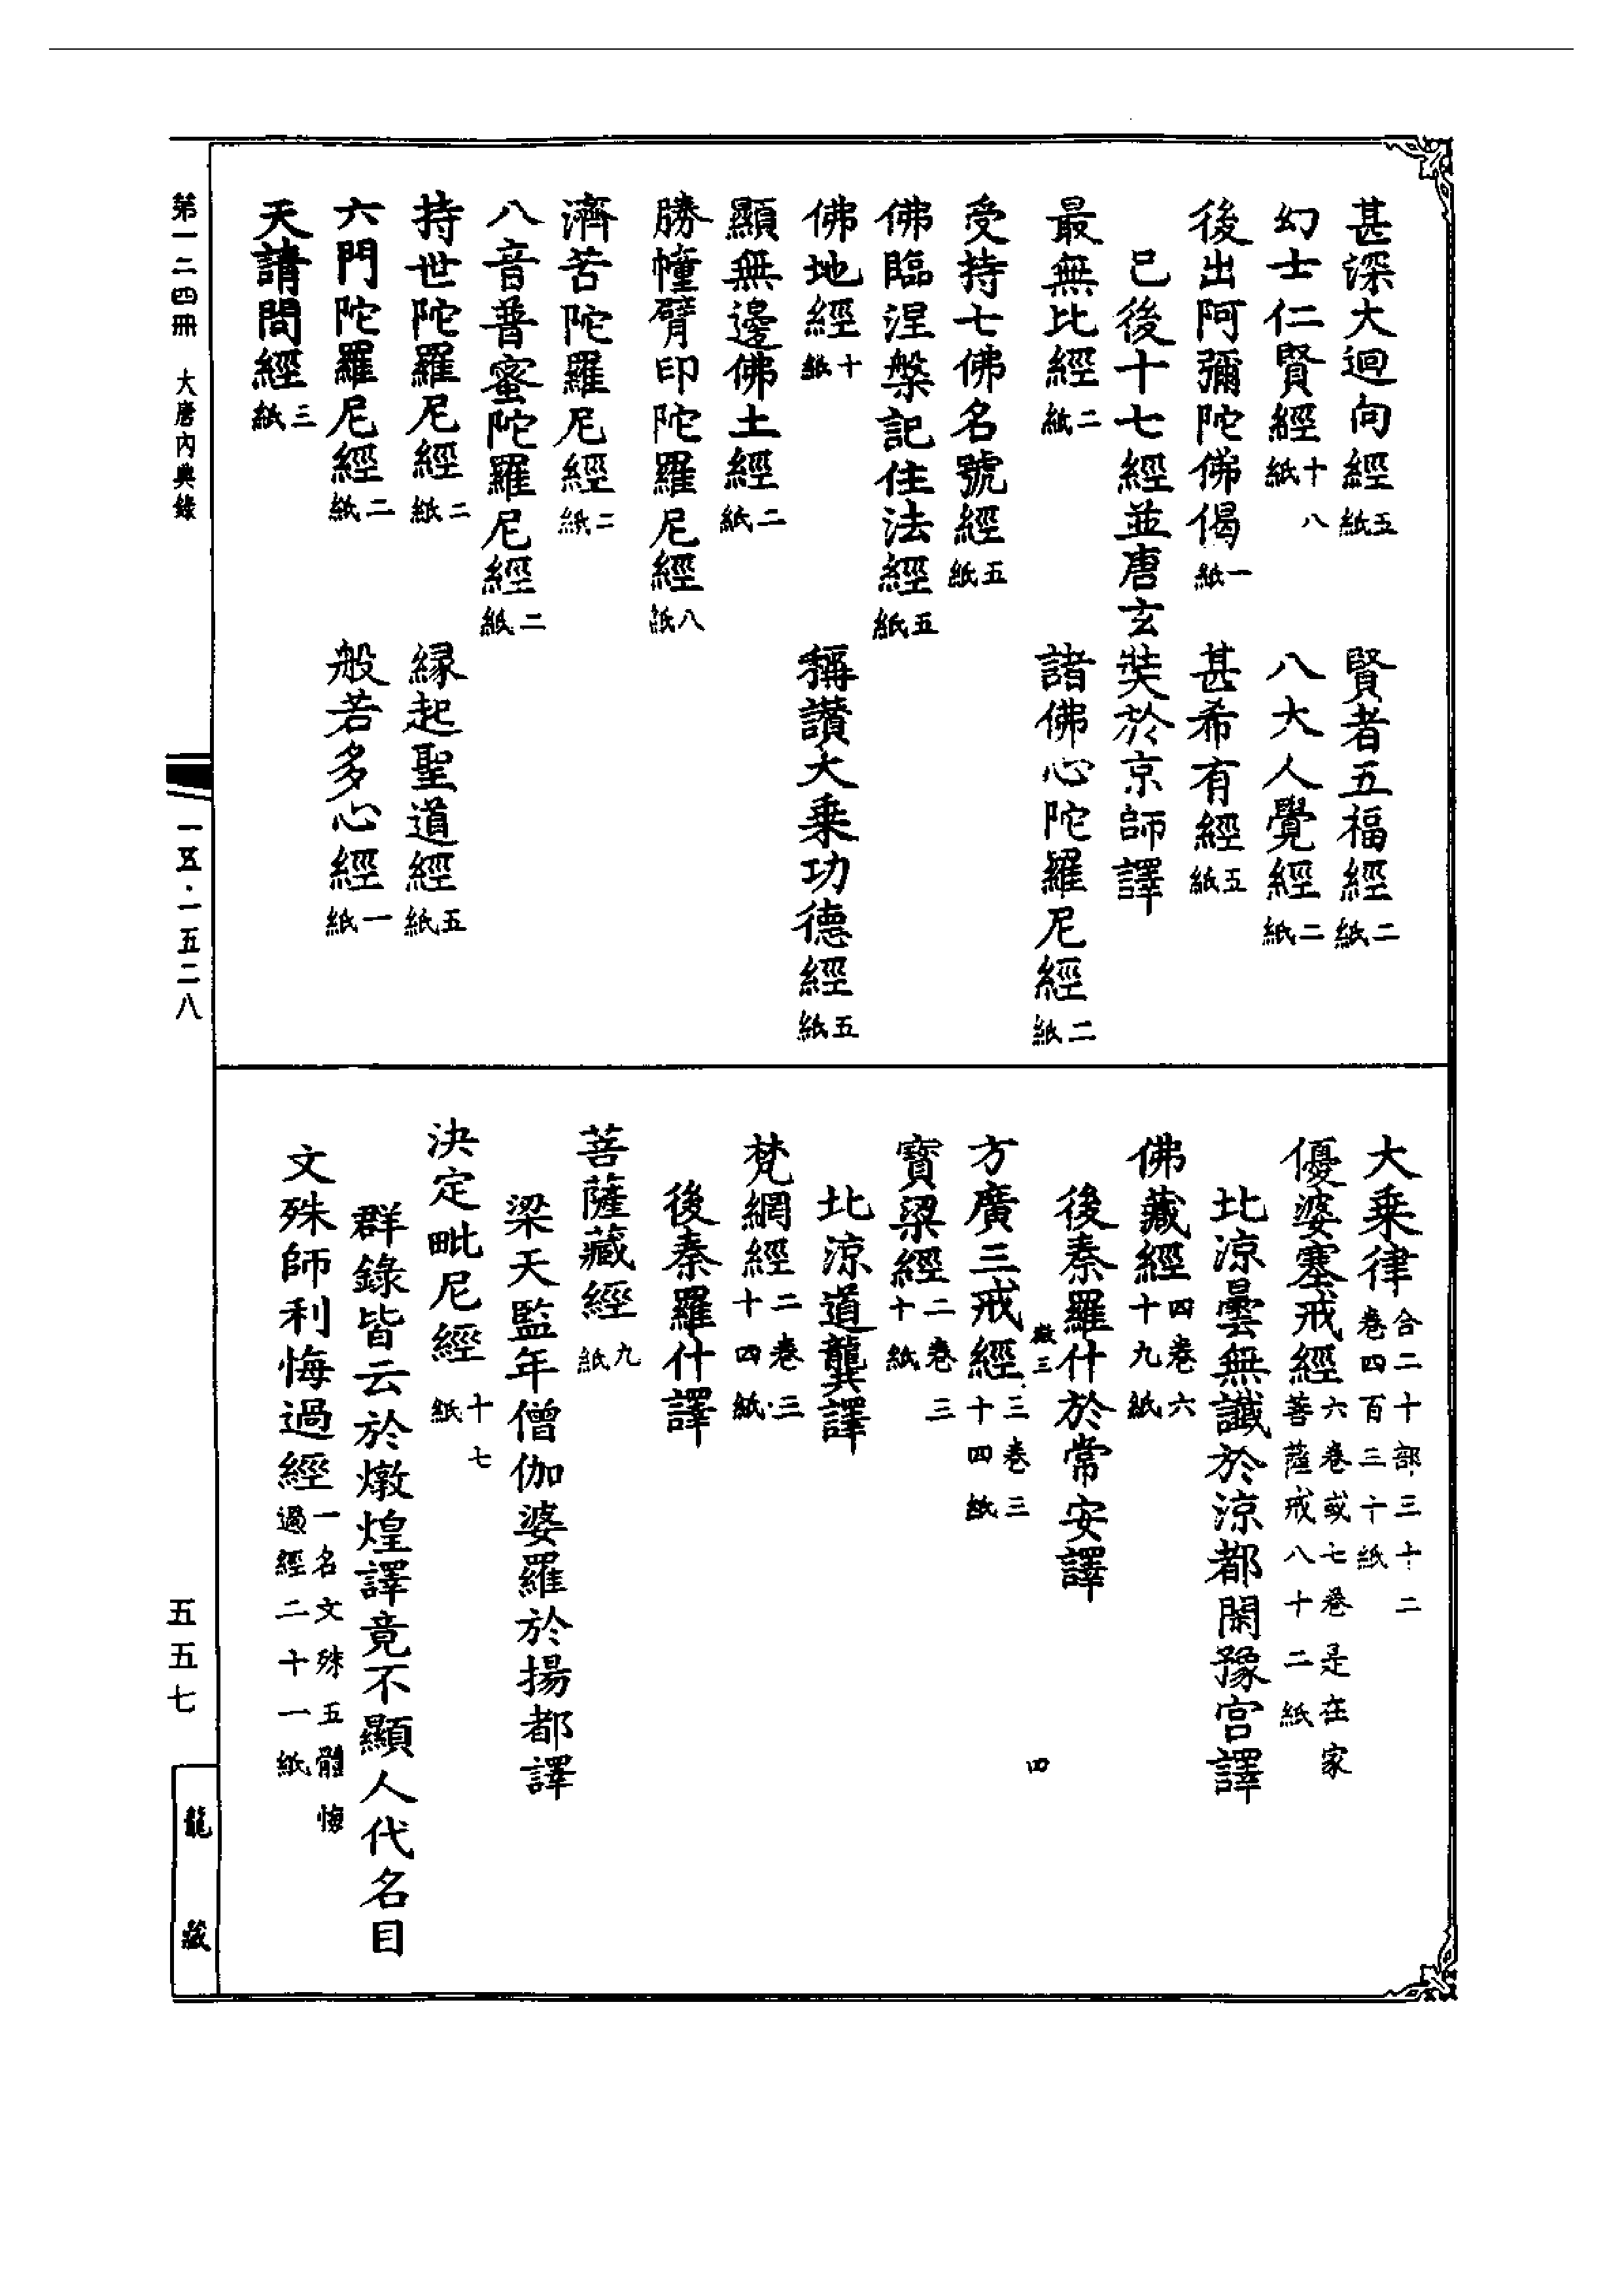 甚深大迴向經五紙　賢者五福經二紙
幻士仁賢經十八紙　八大人覺經二紙
後出阿彌陀佛偈一紙　甚希有經五紙
已後十七經並唐玄奘於京師譯
最無比經二紙　諸佛心陀羅尼經二紙
受持七佛名號經五紙
佛臨涅槃記住法經五紙
佛地經十紙　稱讚大乗功德經五紙
顯無邊佛土經二紙
勝幢臂印陀羅尼經八紙
濟苦陀羅尼經二紙
八音普蜜陀羅尼經二紙
持世陀羅尼經二紙　縁起聖道經五紙
六門陀羅尼經二紙　般若多心經一紙
天請問經三紙
大乗律合二十部三十二卷四百三十紙
優婆塞戒經六卷或七卷是在家菩薩戒八十二紙
北涼曇無讖於涼都閑豫宮譯
佛藏經四卷六十九紙
後秦羅什於常安譯
三
四
方廣三戒經三卷三十四紙
寶梁經二卷三十紙
北涼道龔譯
梵網經二卷三十四紙
後秦羅什譯
菩薩藏經九紙
梁天監年僧伽婆羅於揚都譯
決定毗尼經十七紙
群錄皆云於燉煌譯竟不顯人代名目
文殊師利悔過經一名文殊五體悔過經二十一紙
第一二四冊　大唐內典錄
一五·一五二八
五五七
龍藏